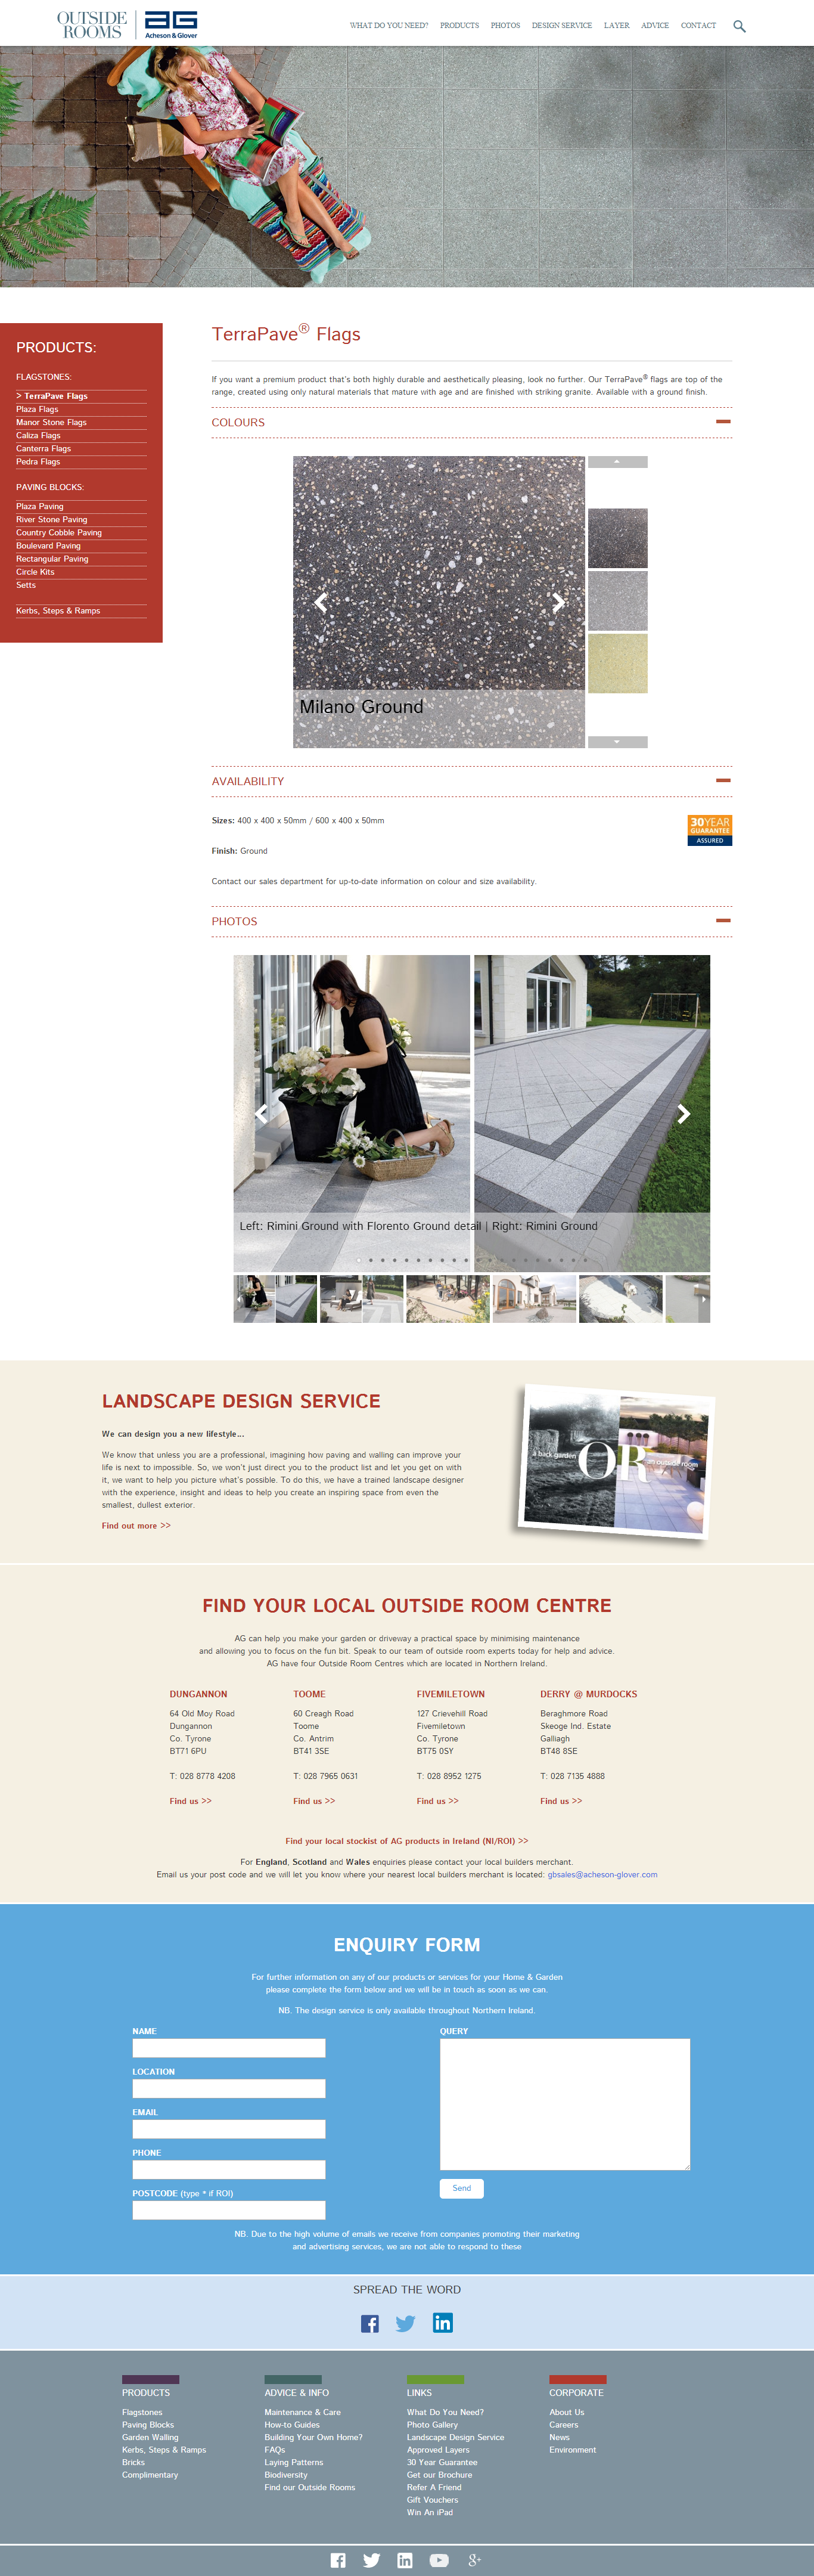 OUTSIDE
ROOMS
AG
Acheson & Glover
WHAT DO YOU NEED? PRODUCTS PHOTOS DESIGN SERVICE LAYER ADVICE CONTACT
PRODUCTS:
FLAGSTONES:
> TerraPave Flags
Plaza Flags
Manor Stone Flags
Caliza Flags
Canterra Flags
Pedra Flags
PAVING BLOCKS:
Plaza Paving
River Stone Paving
Country Cobble Paving
Boulevard Paving
Rectangular Paving
Circle Kits
Setts
Kerbs, Steps & Ramps
TerraPave® Flags
If you want a premium product that's both highly durable and aesthetically pleasing, look no further. Our TerraPave® flags are top of the
range, created using only natural materials that mature with age and are finished with striking granite. Available with a ground finish.
COLOURS
Milano Ground
AVAILABILITY
Sizes: 400 x 400 x 50mm / 600 x 400 x 50mm
30YEAR
GUARANTEE
ASSURED
Finish: Ground
Contact our sales department for up-to-date information on colour and size availability.
PHOTOS
Left: Rimini Ground with Florento Ground detail | Right: Rimini Ground
LANDSCAPE DESIGN SERVICE
We can design you a new lifestyle...
We know that unless you are a professional, imagining how paving and walling can improve your
life is next to impossible. So, we won't just direct you to the product list and let you get on with
it, we want to help you picture what's possible. To do this, we have a trained landscape designer
with the experience, insight and ideas to help you create an inspiring space from even the
smallest, dullest exterior.
Find out more >>
a back garden OR an outside room
FIND YOUR LOCAL OUTSIDE ROOM CENTRE
AG can help you make your garden or driveway a practical space by minimising maintenance
and allowing you to focus on the fun bit. Speak to our team of outside room experts today for help and advice.
AG have four Outside Room Centres which are located in Northern Ireland.
DUNGANNON
64 Old Moy Road
Dungannon
Co. Tyrone
BT71 6PU
T: 028 8778 4208
Find us >>
TOOME
60 Creagh Road
Toome
Co. Antrim
BT41 3SE
T: 028 7965 0631
Find us >>
FIVEMILETOWN
127 Crievehill Road
Fivemiletown
Co. Tyrone
BT75 0SY
T: 028 8952 1275
Find us >>
DERRY @ MURDOCKS
Beraghmore Road
Skeoge Ind. Estate
Galliagh
BT48 8SE
T: 028 7135 4888
Find us >>
Find your local stockist of AG products in Ireland (NI/ROI) >>
For England, Scotland and Wales enquiries please contact your local builders merchant.
Email us your post code and we will let you know where your nearest local builders merchant is located: gbsales@acheson-glover.com
ENQUIRY FORM
For further information on any of our products or services for your Home & Garden
please complete the form below and we will be in touch as soon as we can.
NB. The design service is only available throughout Northern Ireland.
NAME
LOCATION
EMAIL
PHONE
POSTCODE (type * if ROI)
QUERY
Send
NB. Due to the high volume of emails we receive from companies promoting their marketing
and advertising services, we are not able to respond to these
SPREAD THE WORD
PRODUCTS
Flagstones
Paving Blocks
Garden Walling
Kerbs, Steps & Ramps
Bricks
Complimentary
ADVICE & INFO
Maintenance & Care
How-to Guides
Building Your Own Home?
FAQs
Laying Patterns
Biodiversity
Find our Outside Rooms
LINKS
What Do You Need?
Photo Gallery
Landscape Design Service
Approved Layers
30 Year Guarantee
Get our Brochure
Refer A Friend
Gift Vouchers
Win An iPad
CORPORATE
About Us
Careers
News
Environment